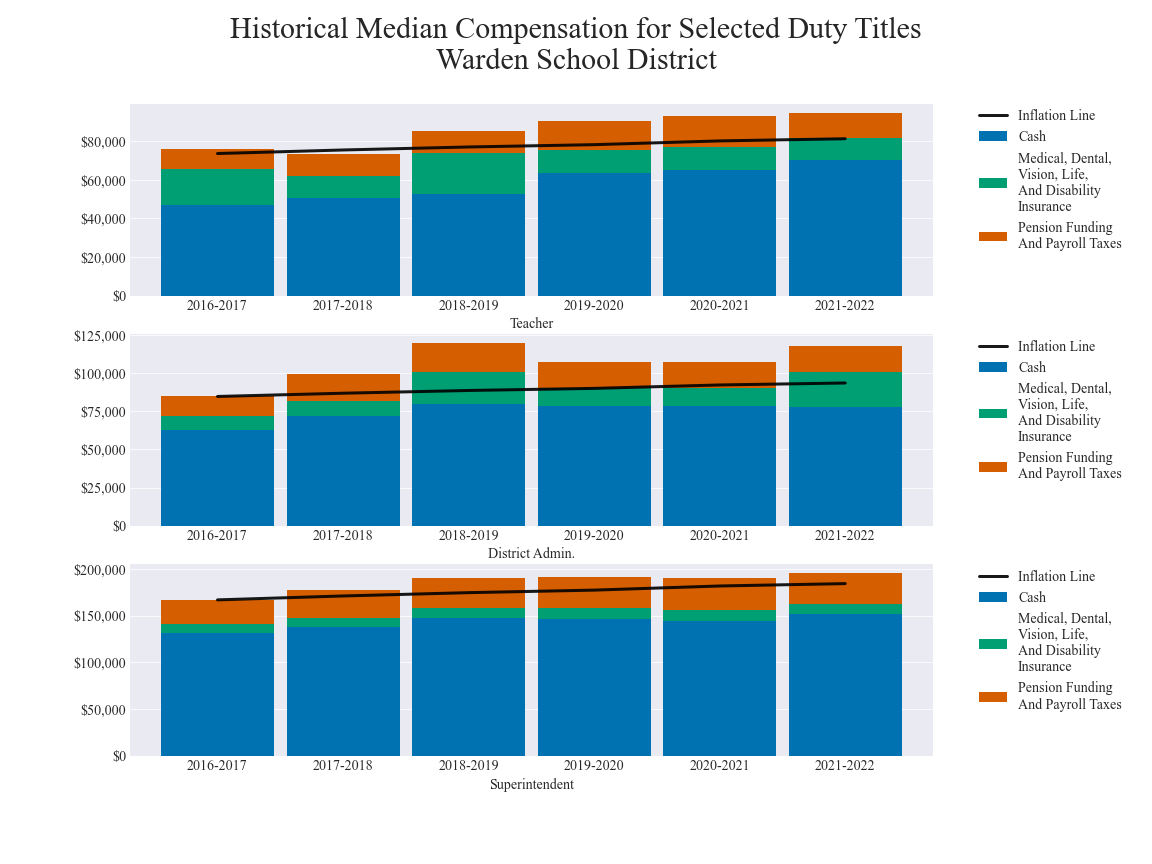 Historical Median Compensation for Selected Duty Titles
Warden School District
$80,000
$60,000
$40,000
$20,000
$0
2016-2017 2017-2018 2018-2019 2019-2020 2020-2021 2021-2022
Teacher
Inflation Line
Cash
Medical, Dental,
Vision, Life,
And Disability
Insurance
Pension Funding
And Payroll Taxes
$125,000
$100,000
$75,000
$50,000
$25,000
$0
2016-2017 2017-2018 2018-2019 2019-2020 2020-2021 2021-2022
District Admin.
Inflation Line
Cash
Medical, Dental,
Vision, Life,
And Disability
Insurance
Pension Funding
And Payroll Taxes
$200,000
$150,000
$100,000
$50,000
$0
2016-2017 2017-2018 2018-2019 2019-2020 2020-2021 2021-2022
Superintendent
Inflation Line
Cash
Medical, Dental,
Vision, Life,
And Disability
Insurance
Pension Funding
And Payroll Taxes